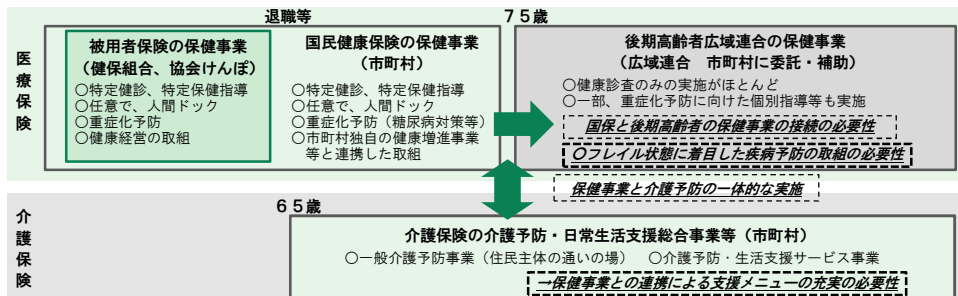 退職等
７５歳
医療保険
被用者保険の保健事業
（健保組合、協会けんぽ）
○特定健診、特定保健指導
○任意で、人間ドック
○重症化予防
○健康経営の取組
国民健康保険の保健事業
（市町村）
○特定健診、特定保健指導
○任意で、人間ドック
○重症化予防（糖尿病対策等）
○市町村独自の健康増進事業
等と連携した取組
後期高齢者広域連合の保健事業
（広域連合　市町村に委託・補助）
○健康診査のみの実施がほとんど
○一部、重症化予防に向けた個別指導等も実施
国保と後期高齢者の保健事業の接続の必要性
○フレイル状態に着目した疾病予防の取組の必要性
保健事業と介護予防の一体的な実施
６５歳
介護保険
介護保険の介護予防・日常生活支援総合事業等（市町村）
○一般介護予防事業（住民主体の通いの場）　○介護予防・生活支援サービス事業
→保健事業との連携による支援メニューの充実の必要性